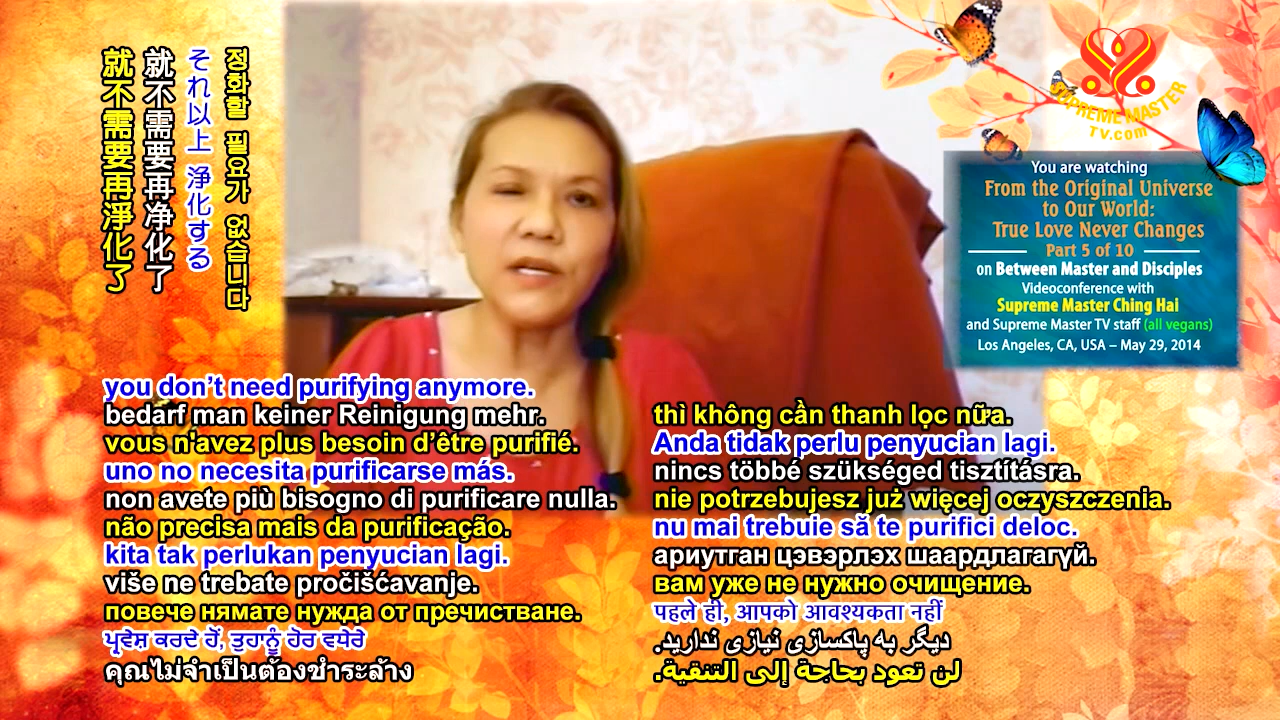 就不需要再淨化了
就不需要再净化了
それ以上 浄化する
정화할 필요가 없습니다
SUPREME MASTER
TV.com
You are watching
From the Original Universe
to Our World:
True Love Never Changes
Part 5 of 10
on Between Master and Disciples
Videoconference with
Supreme Master Ching Hai
and Supreme Master TV staff (all vegans)
Los Angeles, CA, USA – May 29, 2014
you don’t need purifying anymore.
bedarf man keiner Reinigung mehr.
vous n'avez plus besoin d’être purifié.
uno no necesita purificarse más.
non avete più bisogno di purificare nulla.
não precisa mais da purificação.
kita tak perlukan penyucian lagi.
više ne trebate pročišćavanje.
повече нямате нужда от пречистване.
ਪ੍ਰਵੇਸ਼ ਕਰਦੇ ਹੋਂ, ਤੁਹਾਨੂੰ ਹੋਰ ਵਧੇਰੇ
คุณไม่จำเป็นต้องชำระล้าง
thì không cần thanh lọc nữa.
Anda tidak perlu penyucian lagi.
nincs többé szükséged tisztításra.
nie potrzebujesz już więcej oczyszczenia.
nu mai trebuie să te purifici deloc.
ариутган цэвэрлэх шаардлагагүй.
вам уже не нужно очищение.
पहले ही, आपको आवश्यकता नहीं
دیگر به پاکسازی نیازی ندارید.
لن تعود بحاجة إلى التنقية.